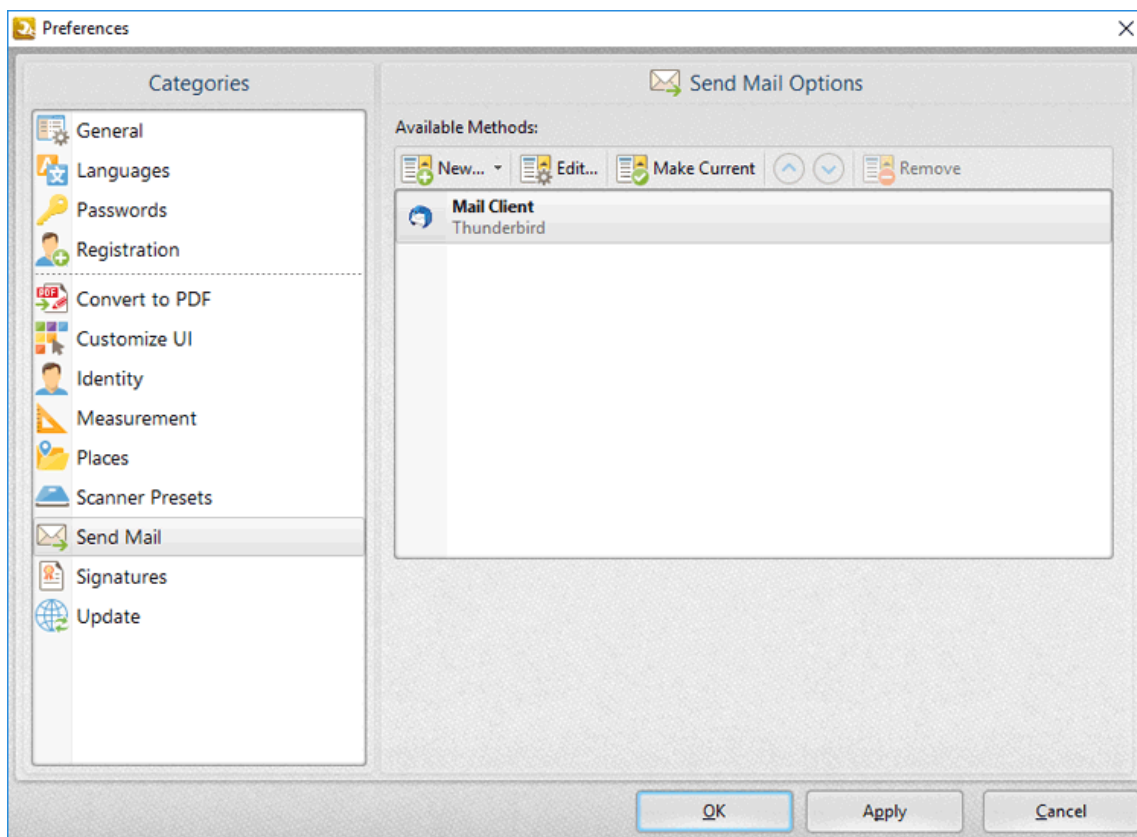 Preferences
Categories
General
Languages
Passwords
Registration
Convert to PDF
Customize UI
Identity
Measurement
Places
Scanner Presets
Send Mail
Signatures
Update
Send Mail Options
Available Methods:
New... Edit... Make Current Remove
Mail Client
Thunderbird
OK Apply Cancel